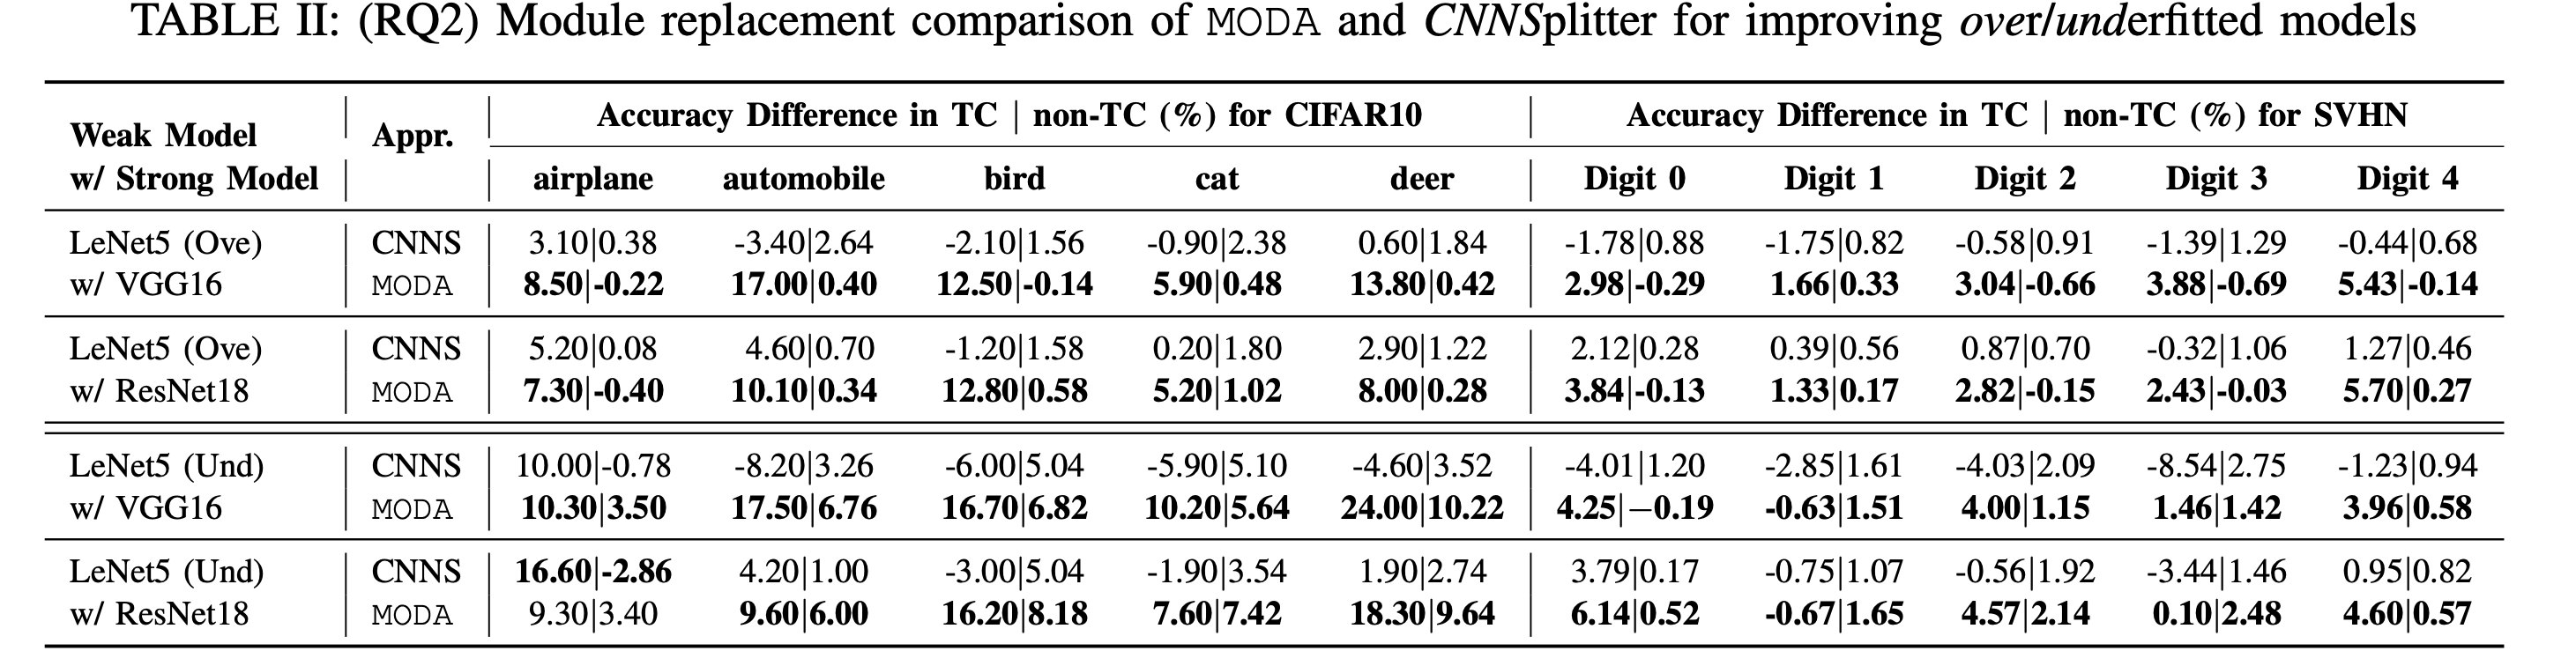 TABLE II: (RQ2) Module replacement comparison of MODA and CNNSplitter for improving over/underfitted models
Weak Model w/ Strong Model | Appr. | Accuracy Difference in TC | non-TC (%) for CIFAR10 | Accuracy Difference in TC | non-TC (%) for SVHN
airplane automobile bird cat deer | Digit 0 Digit 1 Digit 2 Digit 3 Digit 4
LeNet5 (Ove) CNNS 3.10|0.38 -3.40|2.64 -2.10|1.56 -0.90|2.38 0.60|1.84 -1.78|0.88 -1.75|0.82 -0.58|0.91 -1.39|1.29 -0.44|0.68
w/ VGG16 MODA 8.50|-0.22 17.00|0.40 12.50|-0.14 5.90|0.48 13.80|0.42 2.98|-0.29 1.66|0.33 3.04|-0.66 3.88|-0.69 5.43|-0.14
LeNet5 (Ove) CNNS 5.20|0.08 4.60|0.70 -1.20|1.58 0.20|1.80 2.90|1.22 2.12|0.28 0.39|0.56 0.87|0.70 -0.32|1.06 1.27|0.46
w/ ResNet18 MODA 7.30|-0.40 10.10|0.34 12.80|0.58 5.20|1.02 8.00|0.28 3.84|-0.13 1.33|0.17 2.82|-0.15 2.43|-0.03 5.70|0.27
LeNet5 (Und) CNNS 10.00|-0.78 -8.20|3.26 -6.00|5.04 -5.90|5.10 -4.60|3.52 -4.01|1.20 -2.85|1.61 -4.03|2.09 -8.54|2.75 -1.23|0.94
w/ VGG16 MODA 10.30|3.50 17.50|6.76 16.70|6.82 10.20|5.64 24.00|10.22 4.25|−0.19 -0.63|1.51 4.00|1.15 1.46|1.42 3.96|0.58
LeNet5 (Und) CNNS 16.60|-2.86 4.20|1.00 -3.00|5.04 -1.90|3.54 1.90|2.74 3.79|0.17 -0.75|1.07 -0.56|1.92 -3.44|1.46 0.95|0.82
w/ ResNet18 MODA 9.30|3.40 9.60|6.00 16.20|8.18 7.60|7.42 18.30|9.64 6.14|0.52 -0.67|1.65 4.57|2.14 0.10|2.48 4.60|0.57